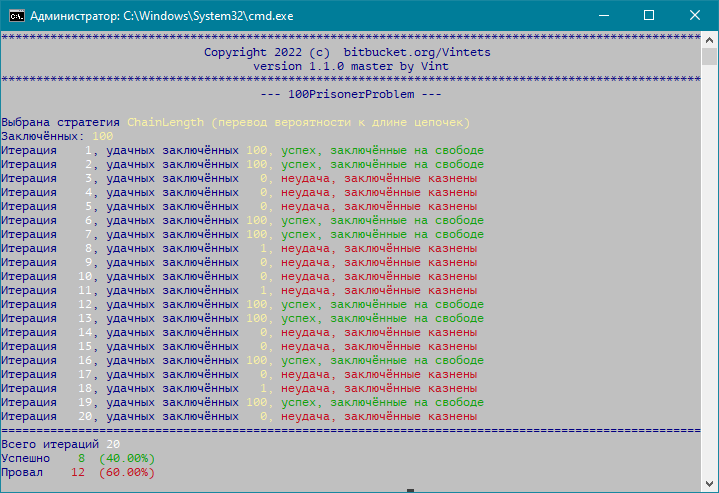 Администратор: C:\Windows\System32\cmd.exe
****************************************************************************************************
Copyright 2022 (c)  bitbucket.org/Vintets
version 1.1.0 master by Vint
****************************************************************************************************
--- 100PrisonerProblem ---
Выбрана стратегия ChainLength (перевод вероятности к длине цепочек)
Заключённых: 100
Итерация    1, удачных заключённых 100, успех, заключённые на свободе
Итерация    2, удачных заключённых 100, успех, заключённые на свободе
Итерация    3, удачных заключённых   0, неудача, заключённые казнены
Итерация    4, удачных заключённых   0, неудача, заключённые казнены
Итерация    5, удачных заключённых   0, неудача, заключённые казнены
Итерация    6, удачных заключённых 100, успех, заключённые на свободе
Итерация    7, удачных заключённых 100, успех, заключённые на свободе
Итерация    8, удачных заключённых   1, неудача, заключённые казнены
Итерация    9, удачных заключённых   0, неудача, заключённые казнены
Итерация   10, удачных заключённых   0, неудача, заключённые казнены
Итерация   11, удачных заключённых   1, неудача, заключённые казнены
Итерация   12, удачных заключённых 100, успех, заключённые на свободе
Итерация   13, удачных заключённых 100, успех, заключённые на свободе
Итерация   14, удачных заключённых   0, неудача, заключённые казнены
Итерация   15, удачных заключённых   0, неудача, заключённые казнены
Итерация   16, удачных заключённых 100, успех, заключённые на свободе
Итерация   17, удачных заключённых   0, неудача, заключённые казнены
Итерация   18, удачных заключённых   1, неудача, заключённые казнены
Итерация   19, удачных заключённых 100, успех, заключённые на свободе
Итерация   20, удачных заключённых   0, неудача, заключённые казнены
====================================================================================================
Всего итераций 20
Успешно    8  (40.00%)
Провал    12  (60.00%)